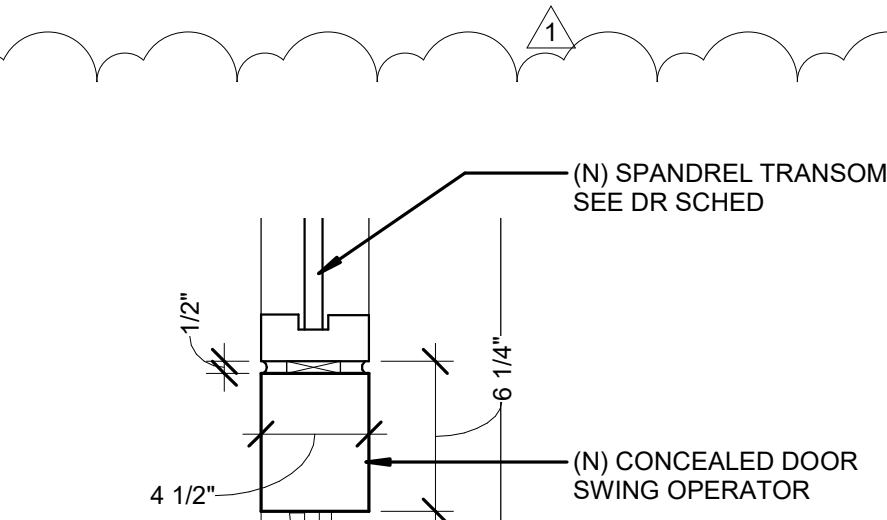 1
(N) SPANDREL TRANSOM
SEE DR SCHED
1/2"
6 1/4"
(N) CONCEALED DOOR
SWING OPERATOR
4 1/2"